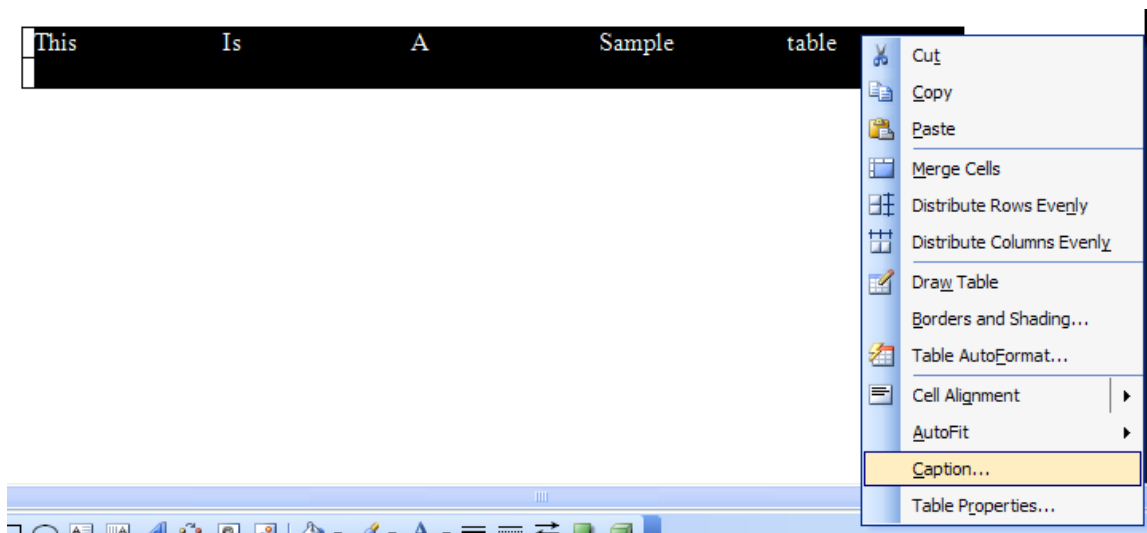 This Is A Sample table
Cut
Copy
Paste
Merge Cells
Distribute Rows Evenly
Distribute Columns Evenly
Draw Table
Borders and Shading...
Table AutoFormat...
Cell Alignment
AutoFit
Caption...
Table Properties...